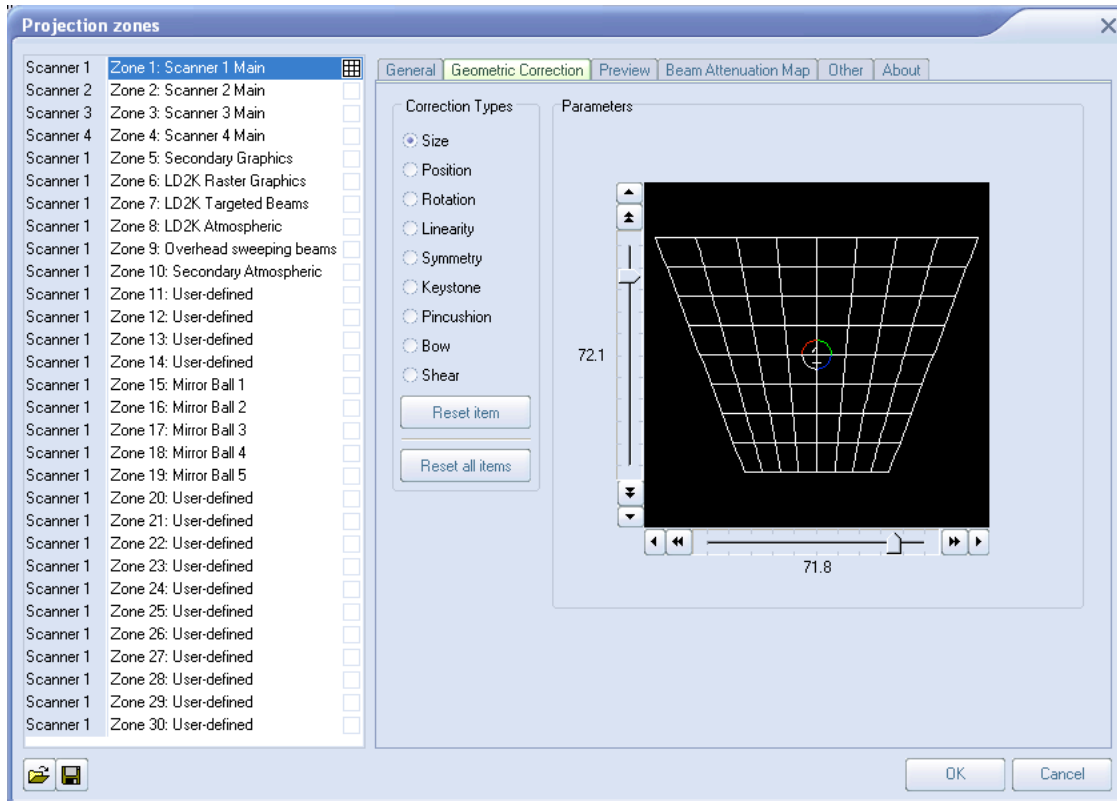 Projection zones
Scanner 1 Zone 1: Scanner 1 Main
Scanner 2 Zone 2: Scanner 2 Main
Scanner 3 Zone 3: Scanner 3 Main
Scanner 4 Zone 4: Scanner 4 Main
Scanner 1 Zone 5: Secondary Graphics
Scanner 1 Zone 6: LD2K Raster Graphics
Scanner 1 Zone 7: LD2K Targeted Beams
Scanner 1 Zone 8: LD2K Atmospheric
Scanner 1 Zone 9: Overhead sweeping beams
Scanner 1 Zone 10: Secondary Atmospheric
Scanner 1 Zone 11: User-defined
Scanner 1 Zone 12: User-defined
Scanner 1 Zone 13: User-defined
Scanner 1 Zone 14: User-defined
Scanner 1 Zone 15: Mirror Ball 1
Scanner 1 Zone 16: Mirror Ball 2
Scanner 1 Zone 17: Mirror Ball 3
Scanner 1 Zone 18: Mirror Ball 4
Scanner 1 Zone 19: Mirror Ball 5
Scanner 1 Zone 20: User-defined
Scanner 1 Zone 21: User-defined
Scanner 1 Zone 22: User-defined
Scanner 1 Zone 23: User-defined
Scanner 1 Zone 24: User-defined
Scanner 1 Zone 25: User-defined
Scanner 1 Zone 26: User-defined
Scanner 1 Zone 27: User-defined
Scanner 1 Zone 28: User-defined
Scanner 1 Zone 29: User-defined
Scanner 1 Zone 30: User-defined
General Geometric Correction Preview Beam Attenuation Map Other About
Correction Types
Size
Position
Rotation
Linearity
Symmetry
Keystone
Pincushion
Bow
Shear
Reset item
Reset all items
Parameters
72.1
1
71.8
OK Cancel